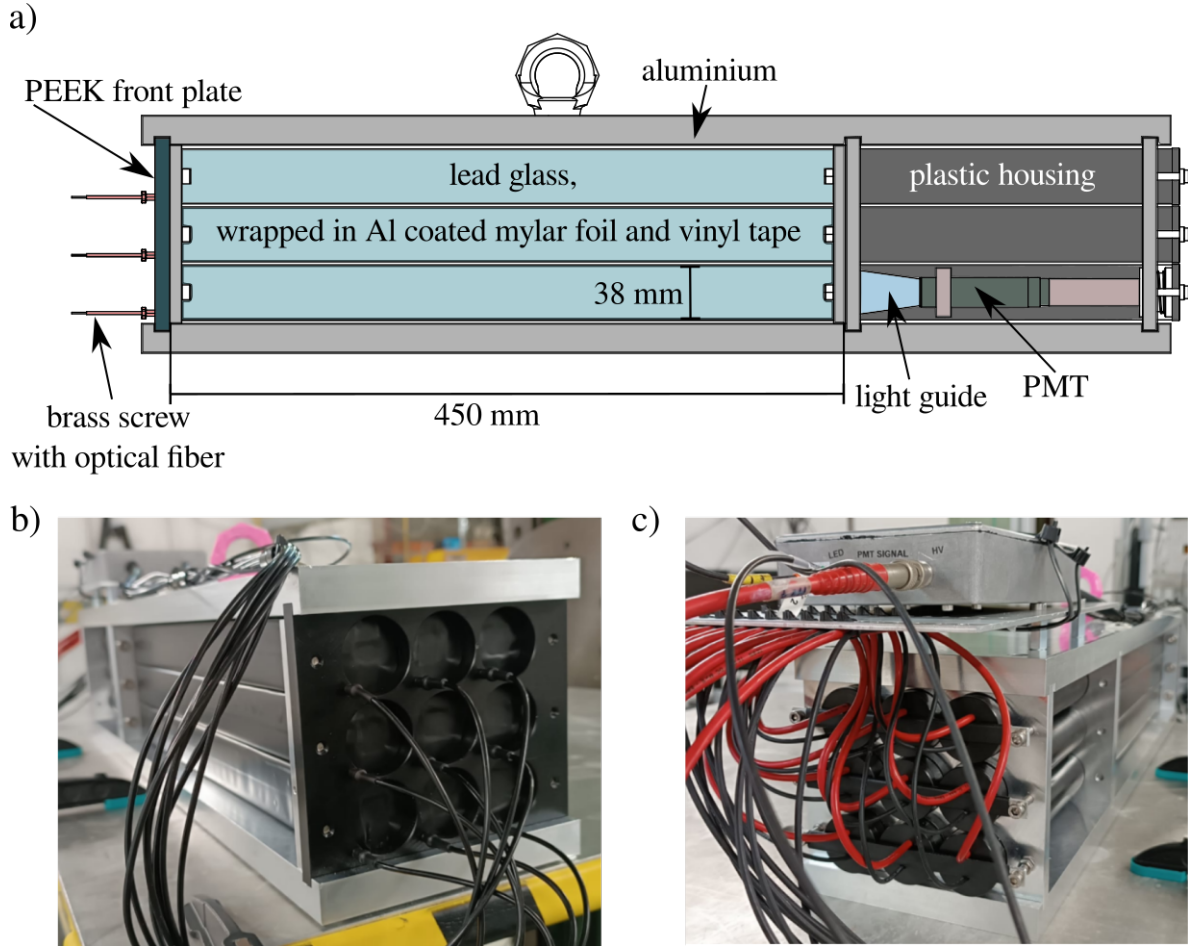 a)
PEEK front plate
aluminium
lead glass,
wrapped in Al coated mylar foil and vinyl tape
plastic housing
38 mm
450 mm
brass screw
with optical fiber
light guide
PMT
b)
c)
LED PMT SIGNAL HV